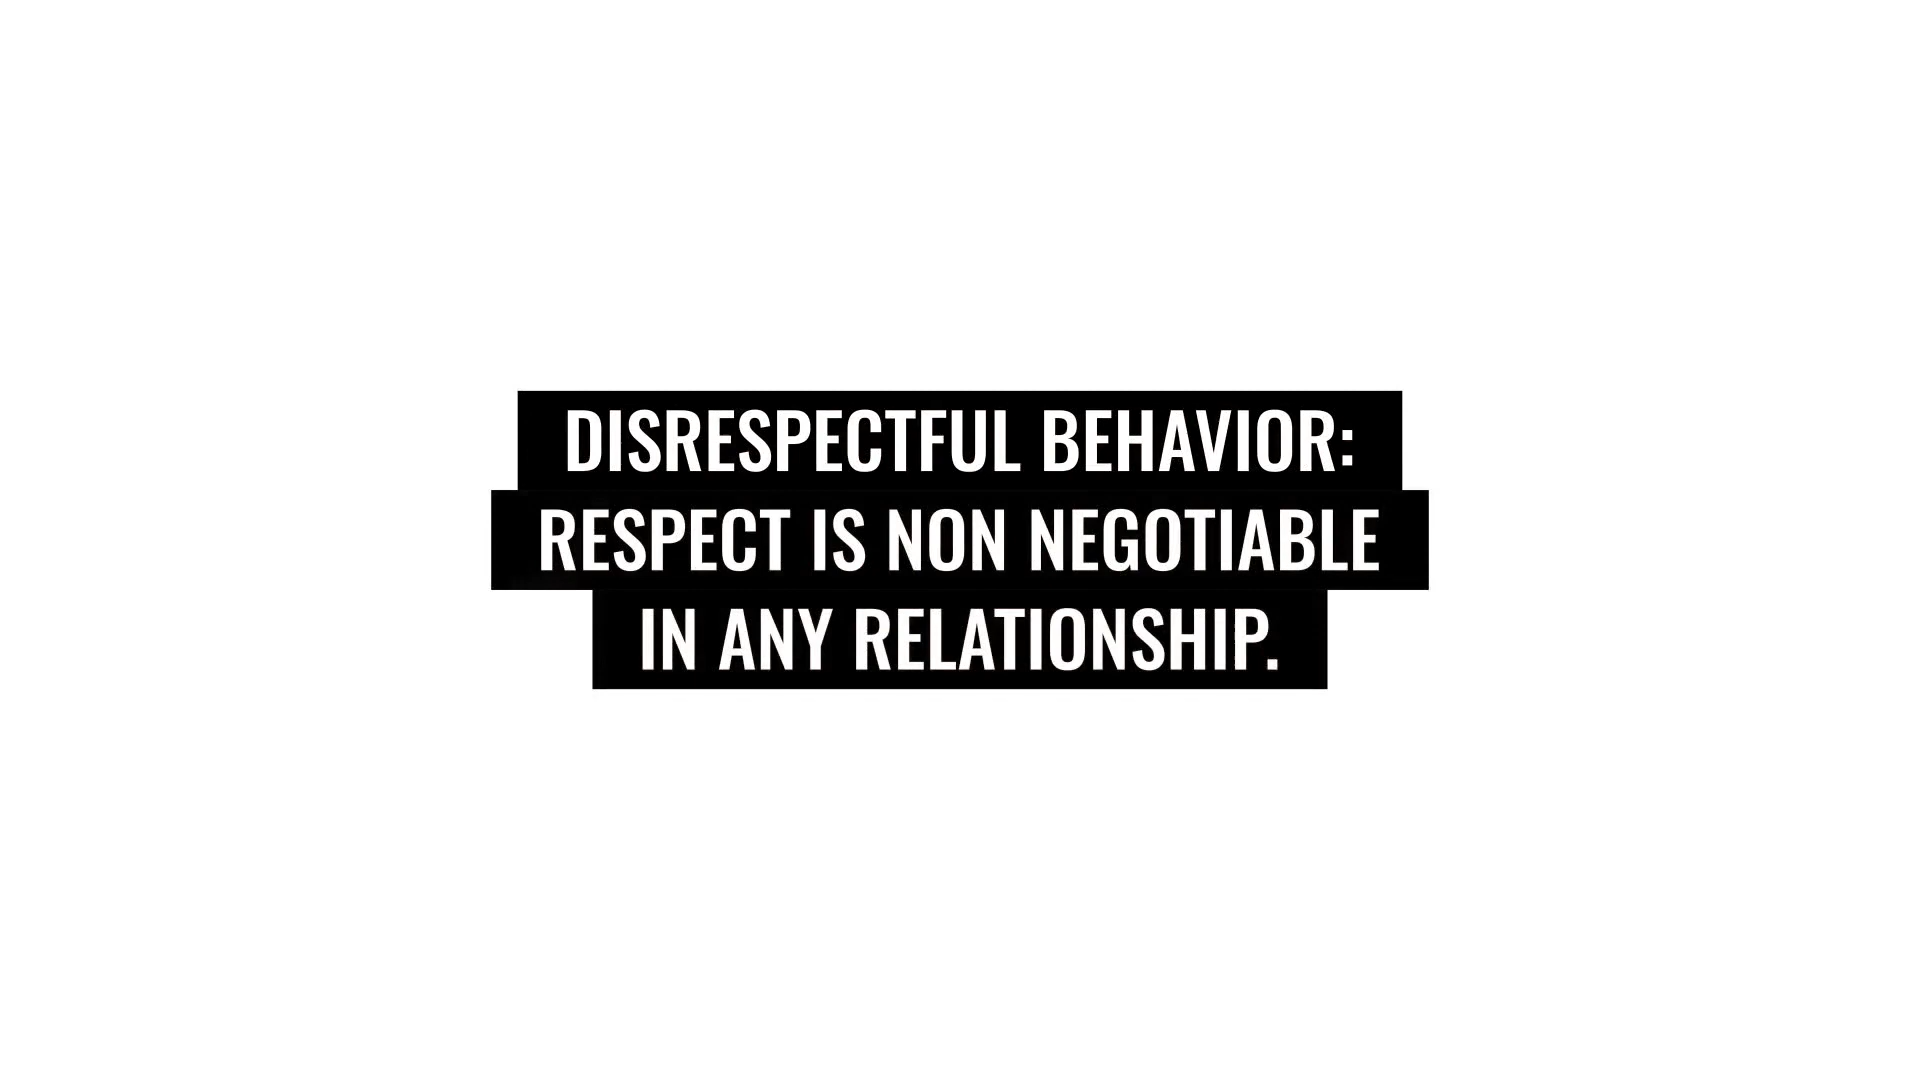 DISRESPECTFUL BEHAVIOR:
RESPECT IS NON NEGOTIABLE
IN ANY RELATIONSHIP.